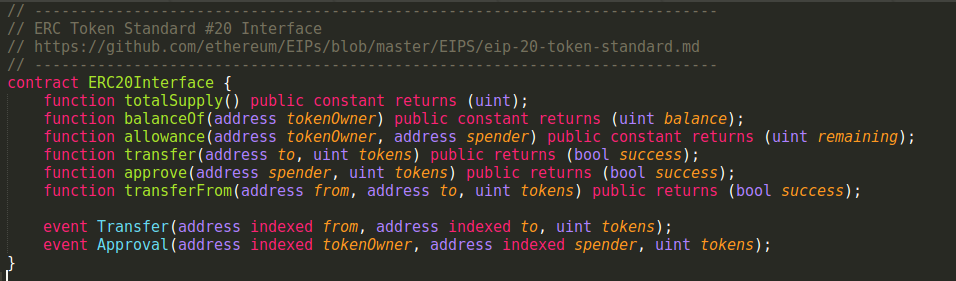 // ----------------------------------------------------------------------------
// ERC Token Standard #20 Interface
// https://github.com/ethereum/EIPs/blob/master/EIPS/eip-20-token-standard.md
// ----------------------------------------------------------------------------
contract ERC20Interface {
    function totalSupply() public constant returns (uint);
    function balanceOf(address tokenOwner) public constant returns (uint balance);
    function allowance(address tokenOwner, address spender) public constant returns (uint remaining);
    function transfer(address to, uint tokens) public returns (bool success);
    function approve(address spender, uint tokens) public returns (bool success);
    function transferFrom(address from, address to, uint tokens) public returns (bool success);

    event Transfer(address indexed from, address indexed to, uint tokens);
    event Approval(address indexed tokenOwner, address indexed spender, uint tokens);
}